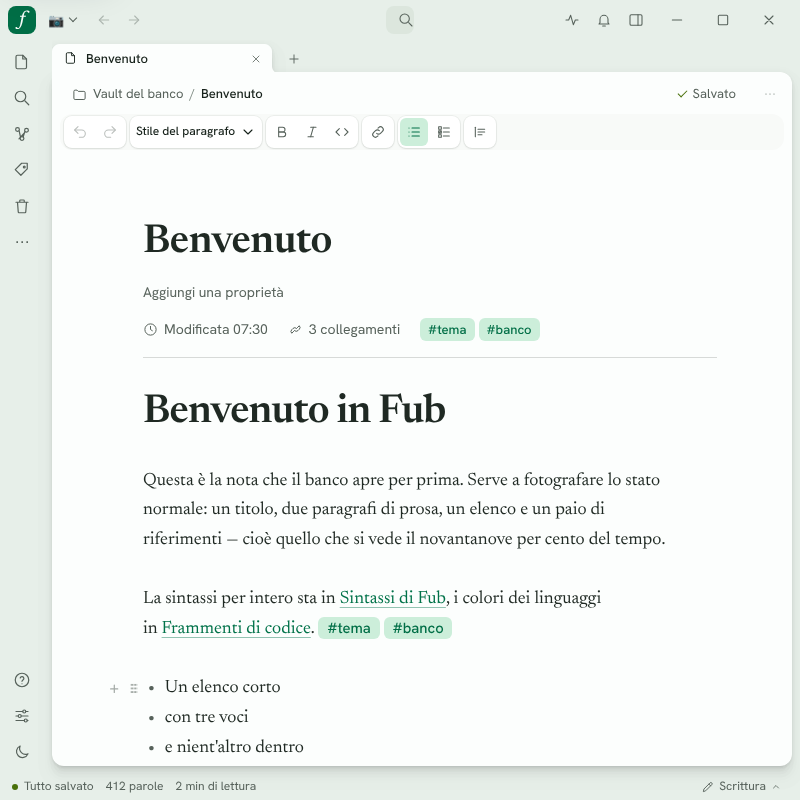 f
Benvenuto
Vault del banco / Benvenuto
Salvato
Stile del paragrafo
B I
Benvenuto
Aggiungi una proprietà
Modificata 07:30 3 collegamenti #tema #banco
Benvenuto in Fub
Questa è la nota che il banco apre per prima. Serve a fotografare lo stato
normale: un titolo, due paragrafi di prosa, un elenco e un paio di
riferimenti — cioè quello che si vede il novantanove per cento del tempo.
La sintassi per intero sta in Sintassi di Fub, i colori dei linguaggi
in Frammenti di codice. #tema #banco
• Un elenco corto
• con tre voci
• e nient'altro dentro
Tutto salvato 412 parole 2 min di lettura
Scrittura